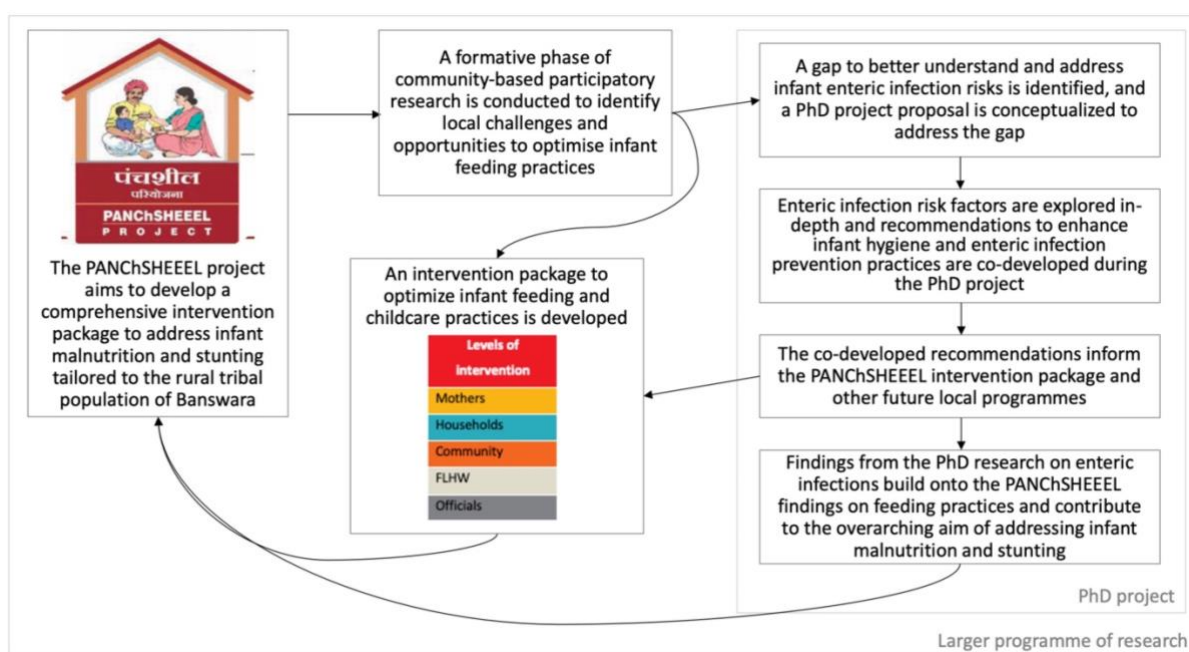 पंचशील
परियोजना
PANChSHEEEL
PROJECT
The PANChSHEEEL project
aims to develop a
comprehensive intervention
package to address infant
malnutrition and stunting
tailored to the rural tribal
population of Banswara
A formative phase of
community-based participatory
research is conducted to identify
local challenges and
opportunities to optimise infant
feeding practices
An intervention package to
optimize infant feeding and
childcare practices is developed
Levels of
intervention
Mothers
Households
Community
FLHW
Officials
A gap to better understand and address
infant enteric infection risks is identified, and
a PhD project proposal is conceptualized to
address the gap
Enteric infection risk factors are explored in-
depth and recommendations to enhance
infant hygiene and enteric infection
prevention practices are co-developed during
the PhD project
The co-developed recommendations inform
the PANChSHEEEL intervention package and
other future local programmes
Findings from the PhD research on enteric
infections build onto the PANChSHEEEL
findings on feeding practices and contribute
to the overarching aim of addressing infant
malnutrition and stunting
PhD project
Larger programme of research